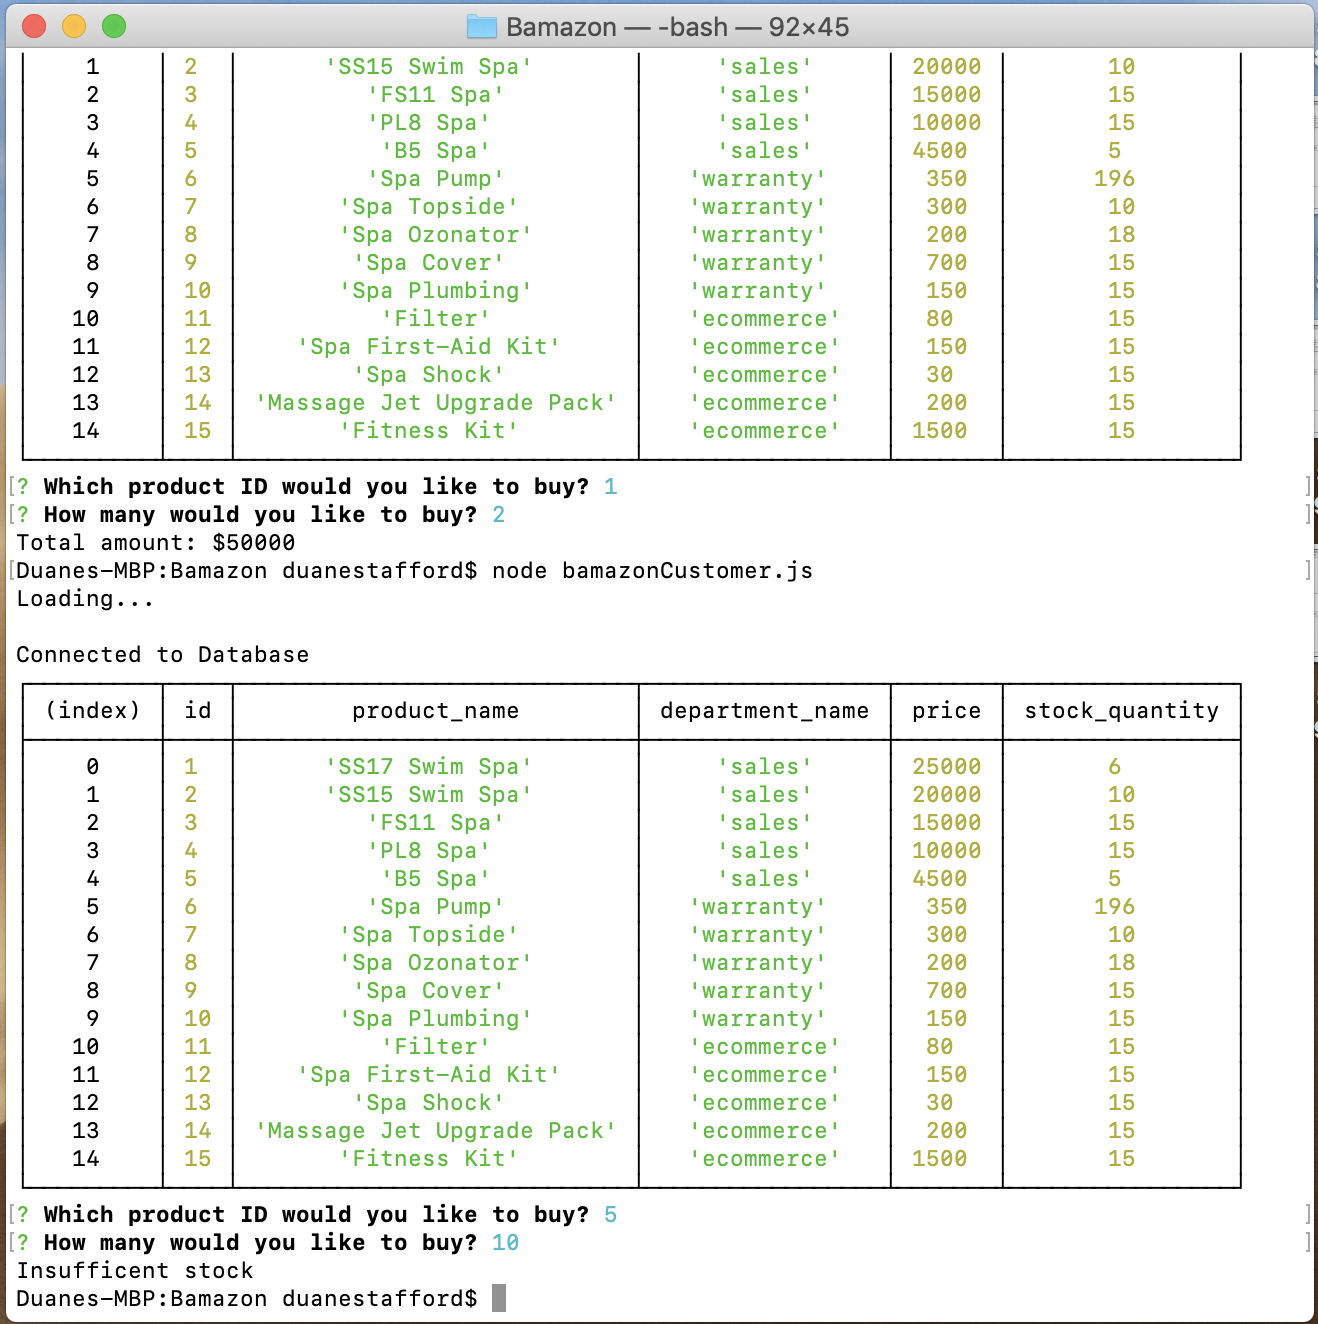 Bamazon — -bash — 92×45
1 2 'SS15 Swim Spa' 'sales' 20000 10
2 3 'FS11 Spa' 'sales' 15000 15
3 4 'PL8 Spa' 'sales' 10000 15
4 5 'B5 Spa' 'sales' 4500 5
5 6 'Spa Pump' 'warranty' 350 196
6 7 'Spa Topside' 'warranty' 300 10
7 8 'Spa Ozonator' 'warranty' 200 18
8 9 'Spa Cover' 'warranty' 700 15
9 10 'Spa Plumbing' 'warranty' 150 15
10 11 'Filter' 'ecommerce' 80 15
11 12 'Spa First-Aid Kit' 'ecommerce' 150 15
12 13 'Spa Shock' 'ecommerce' 30 15
13 14 'Massage Jet Upgrade Pack' 'ecommerce' 200 15
14 15 'Fitness Kit' 'ecommerce' 1500 15
[? Which product ID would you like to buy? 1 ]
[? How many would you like to buy? 2 ]
Total amount: $50000
[Duanes-MBP:Bamazon duanestafford$ node bamazonCustomer.js ]
Loading...
Connected to Database
(index) id product_name department_name price stock_quantity
0 1 'SS17 Swim Spa' 'sales' 25000 6
1 2 'SS15 Swim Spa' 'sales' 20000 10
2 3 'FS11 Spa' 'sales' 15000 15
3 4 'PL8 Spa' 'sales' 10000 15
4 5 'B5 Spa' 'sales' 4500 5
5 6 'Spa Pump' 'warranty' 350 196
6 7 'Spa Topside' 'warranty' 300 10
7 8 'Spa Ozonator' 'warranty' 200 18
8 9 'Spa Cover' 'warranty' 700 15
9 10 'Spa Plumbing' 'warranty' 150 15
10 11 'Filter' 'ecommerce' 80 15
11 12 'Spa First-Aid Kit' 'ecommerce' 150 15
12 13 'Spa Shock' 'ecommerce' 30 15
13 14 'Massage Jet Upgrade Pack' 'ecommerce' 200 15
14 15 'Fitness Kit' 'ecommerce' 1500 15
[? Which product ID would you like to buy? 5 ]
[? How many would you like to buy? 10 ]
Insufficent stock
Duanes-MBP:Bamazon duanestafford$